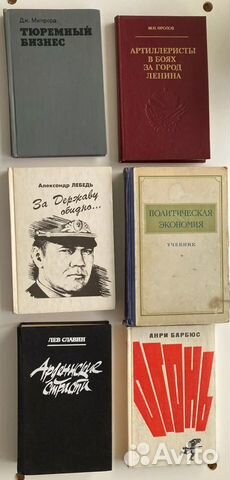 Дж. Митфорд
ТЮРЕМНЫЙ
БИЗНЕС
М.И. ФРОЛОВ
АРТИЛЛЕРИСТЫ
В БОЯХ
ЗА ГОРОД
ЛЕНИНА
Александр ЛЕБЕДЬ
За Державу
обидно...
ПОЛИТИЧЕСКАЯ
ЭКОНОМИЯ
УЧЕБНИК
ЛЕВ СЛАВИН
Арденнские
страсти
АНРИ БАРБЮС
ОГОНЬ
Avito